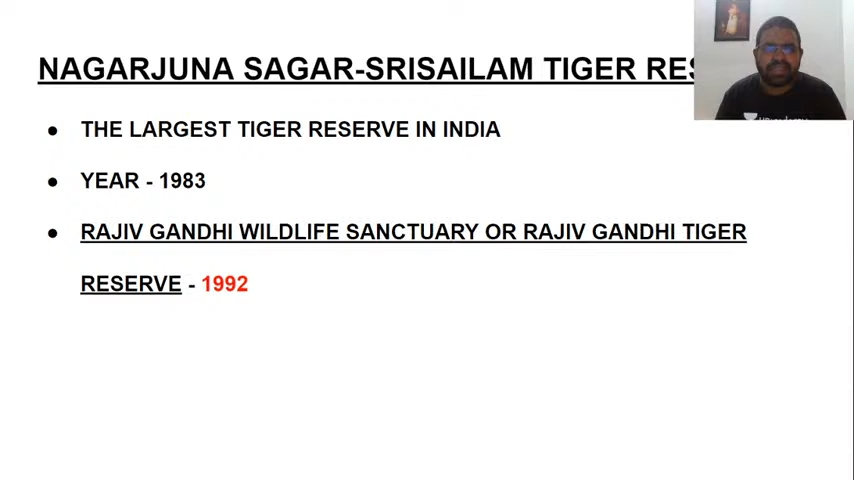 NAGARJUNA SAGAR-SRISAILAM TIGER
● THE LARGEST TIGER RESERVE IN INDIA
● YEAR - 1983
● RAJIV GANDHI WILDLIFE SANCTUARY OR RAJIV GANDHI TIGER
RESERVE - 1992